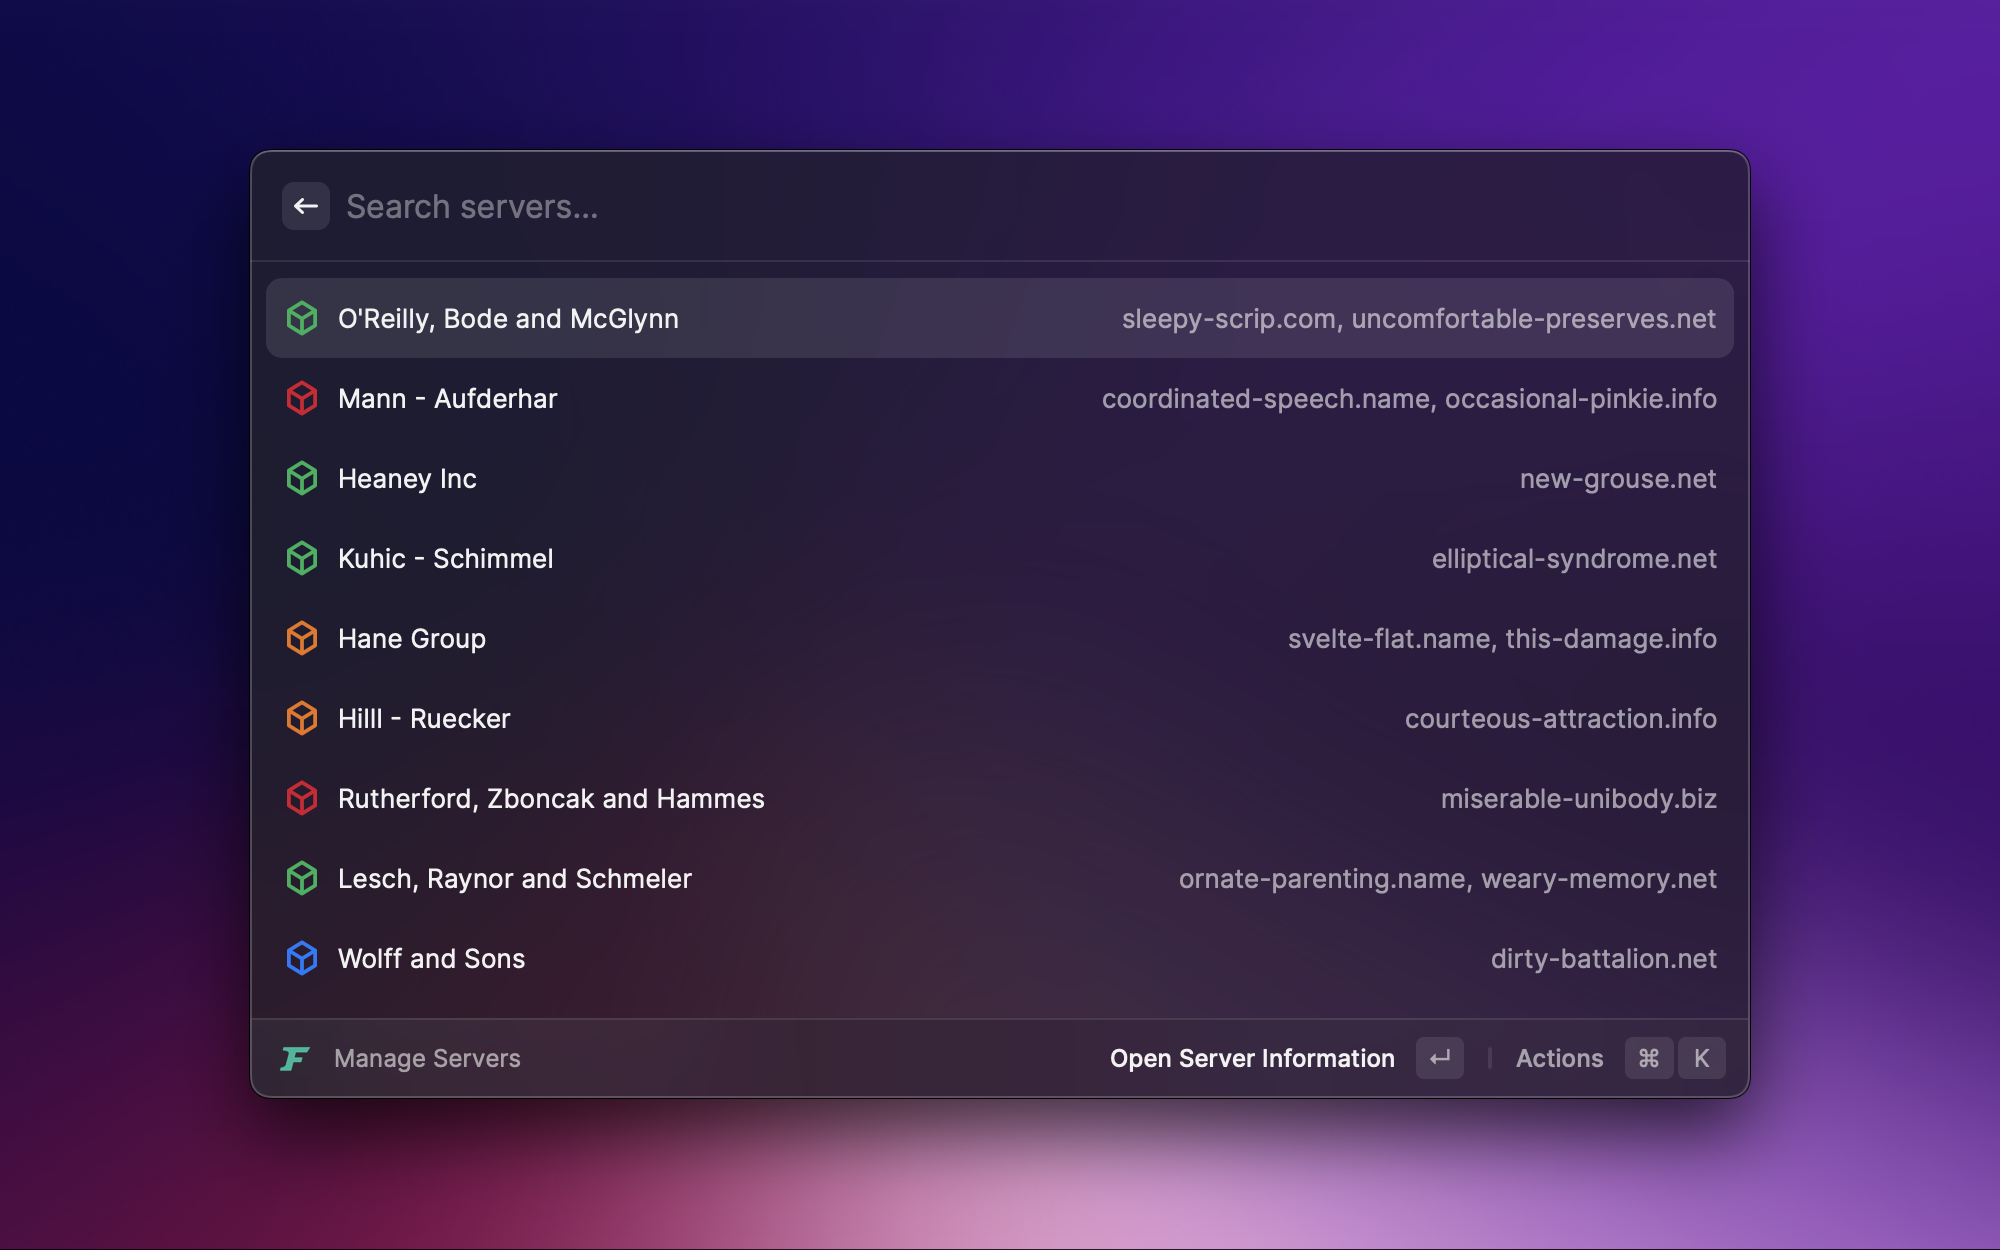 Search servers...
O'Reilly, Bode and McGlynn sleepy-scrip.com, uncomfortable-preserves.net
Mann - Aufderhar coordinated-speech.name, occasional-pinkie.info
Heaney Inc new-grouse.net
Kuhic - Schimmel elliptical-syndrome.net
Hane Group svelte-flat.name, this-damage.info
Hilll - Ruecker courteous-attraction.info
Rutherford, Zboncak and Hammes miserable-unibody.biz
Lesch, Raynor and Schmeler ornate-parenting.name, weary-memory.net
Wolff and Sons dirty-battalion.net
F Manage Servers Open Server Information ↵ Actions ⌘ K